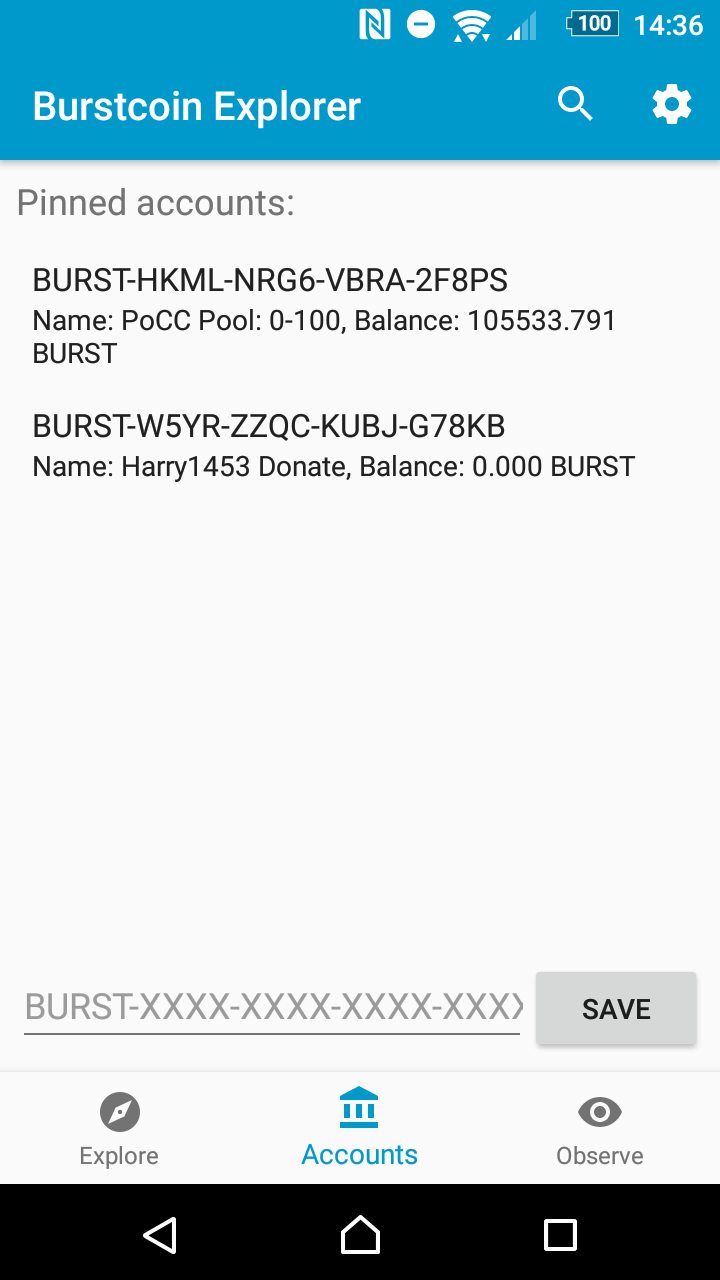 100 14:36
Burstcoin Explorer
Pinned accounts:
BURST-HKML-NRG6-VBRA-2F8PS
Name: PoCC Pool: 0-100, Balance: 105533.791
BURST
BURST-W5YR-ZZQC-KUBJ-G78KB
Name: Harry1453 Donate, Balance: 0.000 BURST
BURST-XXXX-XXXX-XXXX-XXXX
SAVE
Explore Accounts Observe